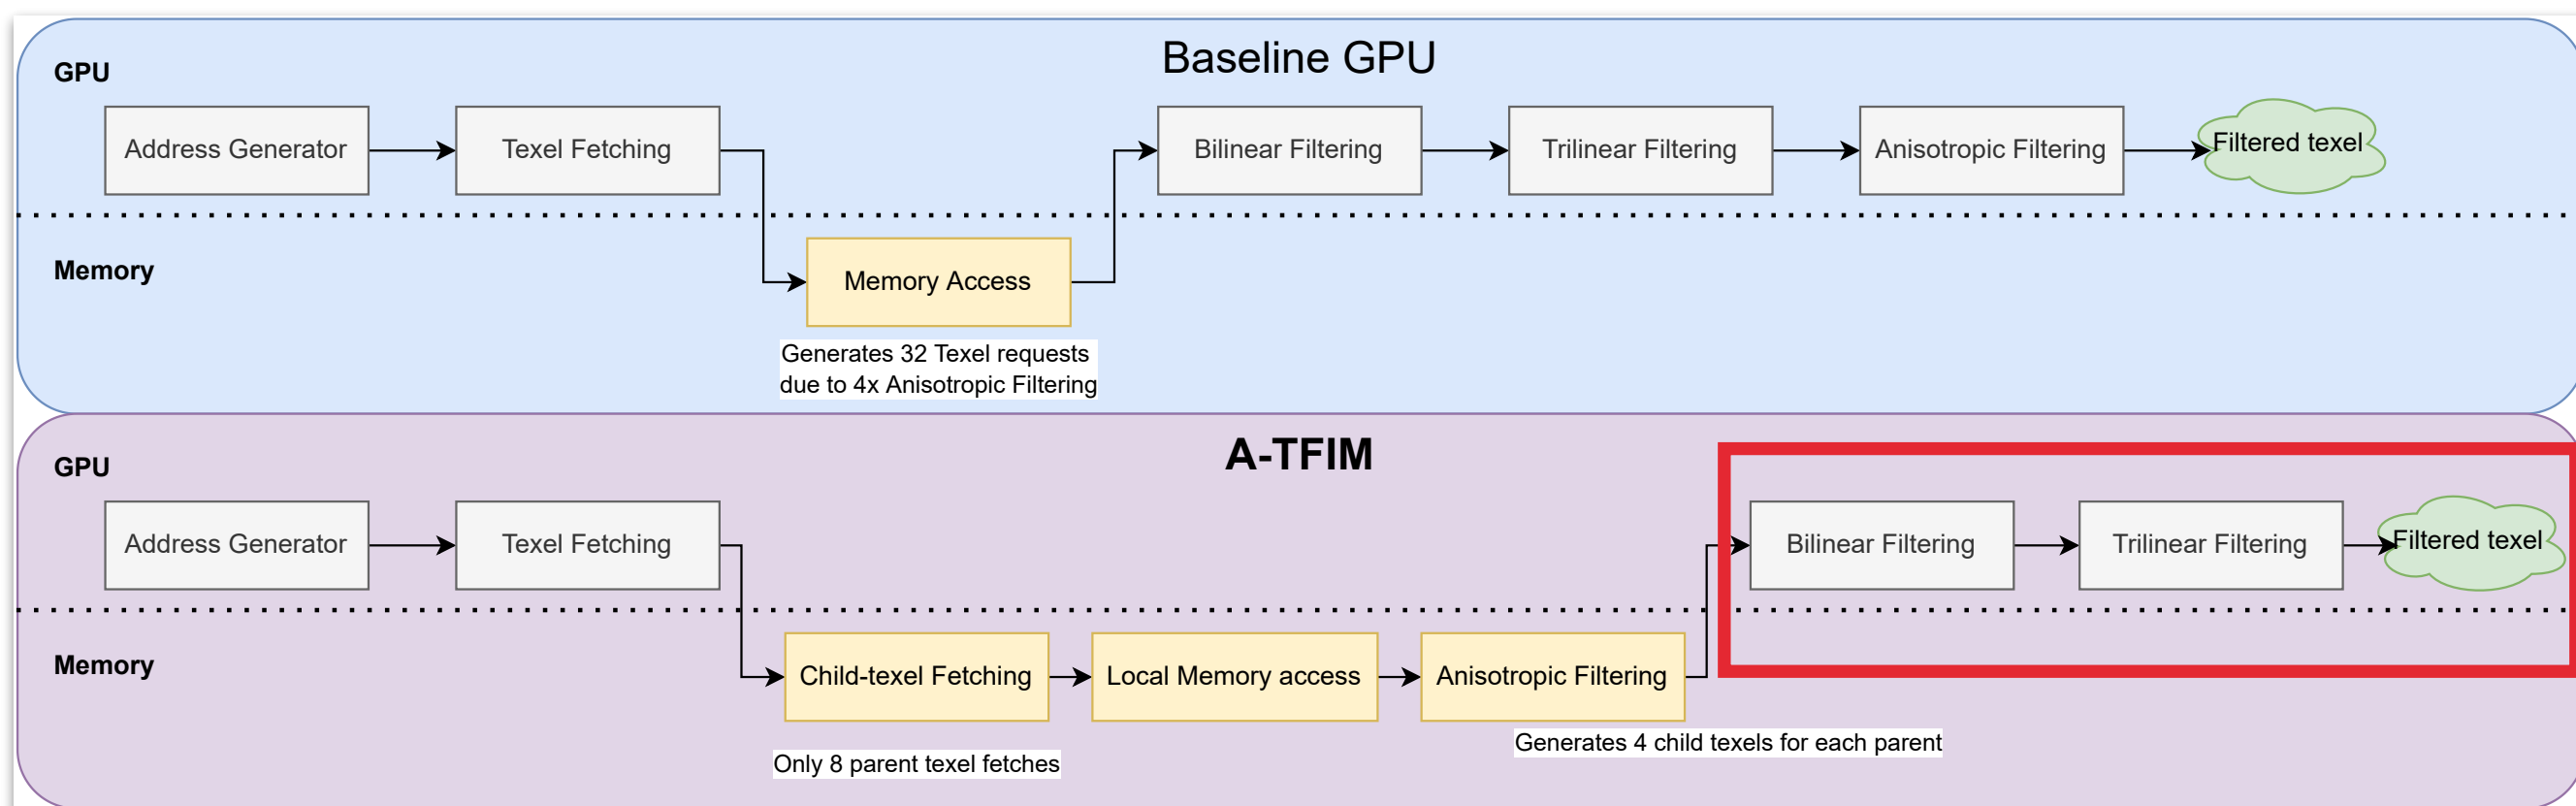 Baseline GPU
GPU
Address Generator
Texel Fetching
Bilinear Filtering
Trilinear Filtering
Anisotropic Filtering
Filtered texel
Memory
Memory Access
Generates 32 Texel requests
due to 4x Anisotropic Filtering
A-TFIM
GPU
Address Generator
Texel Fetching
Bilinear Filtering
Trilinear Filtering
Filtered texel
Memory
Child-texel Fetching
Local Memory access
Anisotropic Filtering
Generates 4 child texels for each parent
Only 8 parent texel fetches